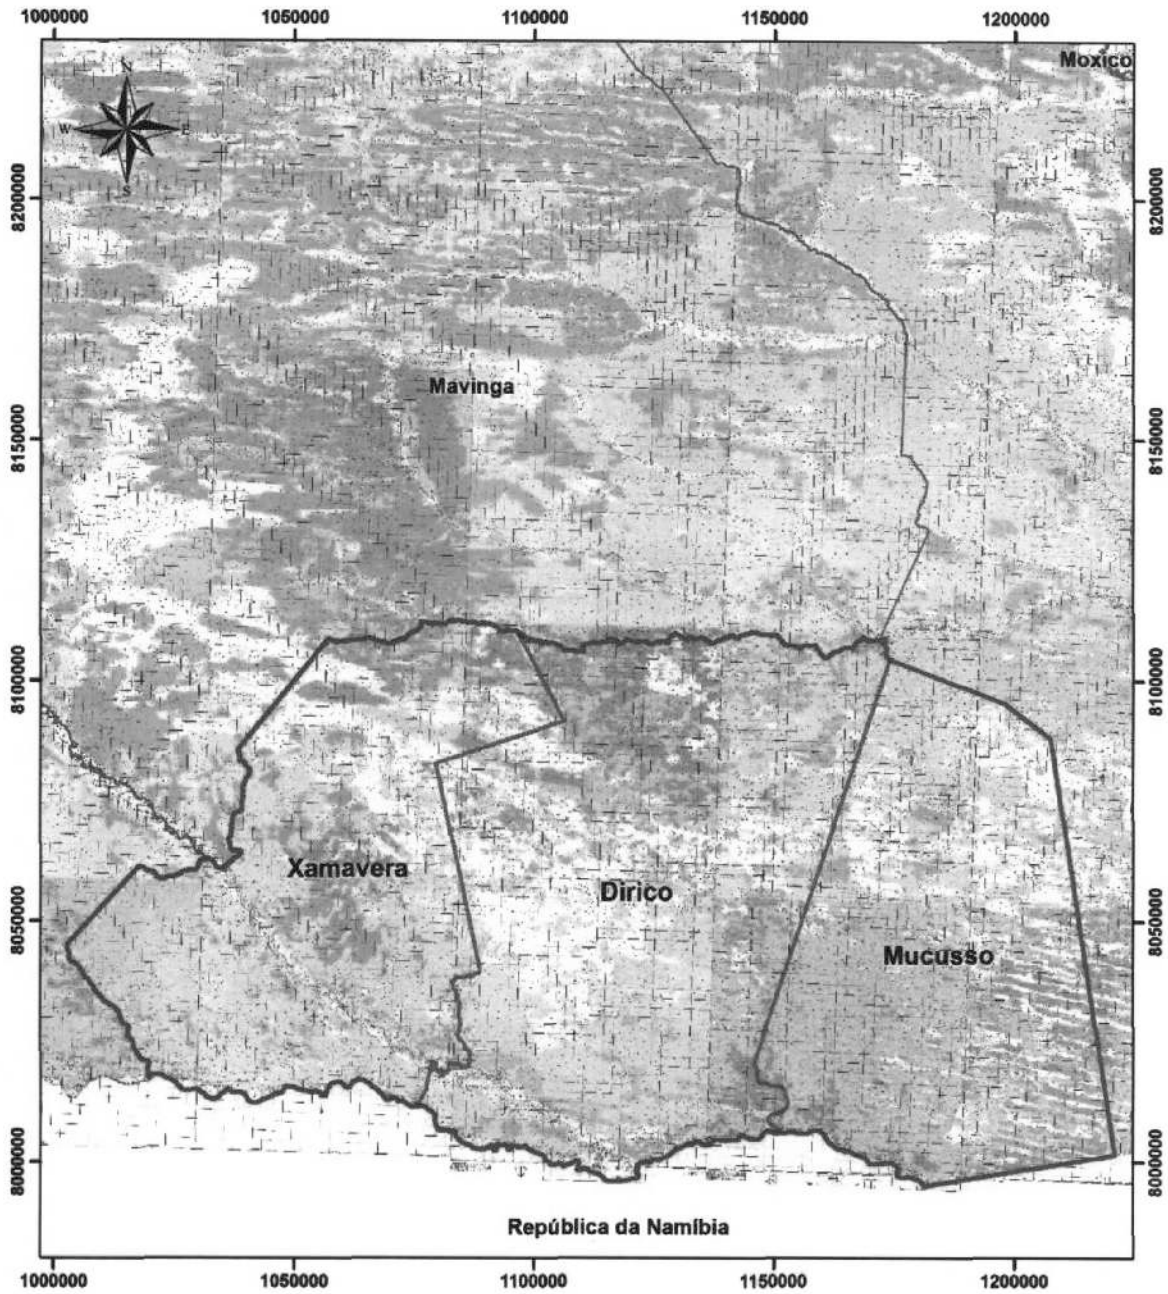 1000000 1050000 1100000 1150000 1200000
Moxico
N
W E
S
8200000 8200000
Mavinga
8150000 8150000
8100000 8100000
Xamavera
Dirico
8050000 8050000
Mucusso
8000000 8000000
República da Namíbia
1000000 1050000 1100000 1150000 1200000